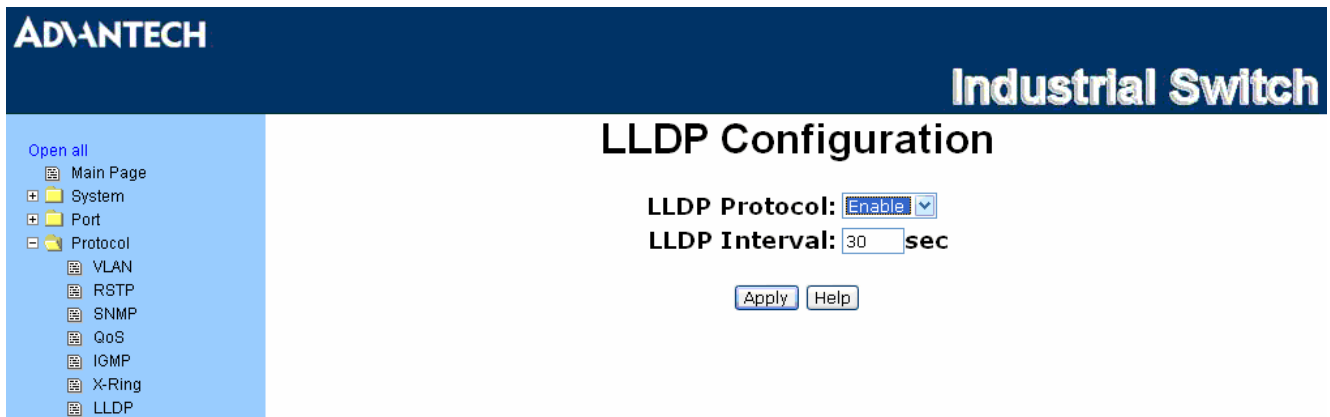 ADVANTECH
Industrial Switch
Open all
Main Page
System
Port
Protocol
VLAN
RSTP
SNMP
QoS
IGMP
X-Ring
LLDP
LLDP Configuration
LLDP Protocol: Enable
LLDP Interval: 30 sec
Apply Help